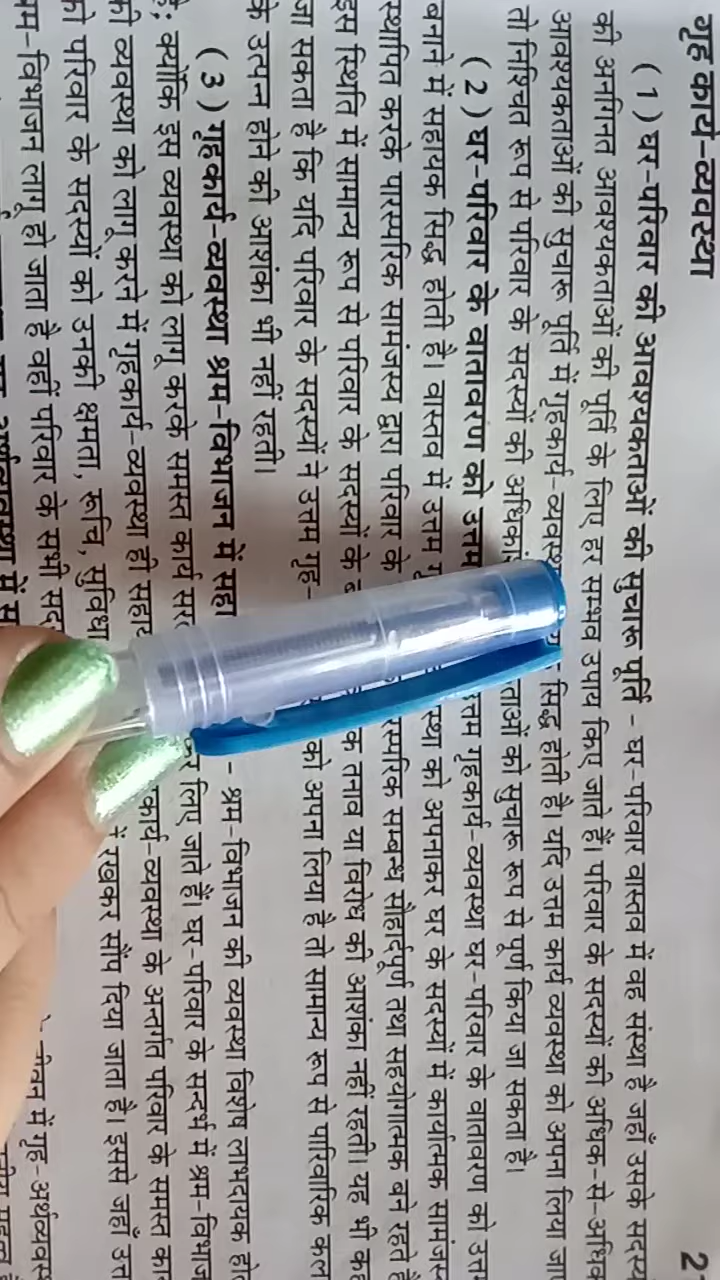 गृह कार्य-व्यवस्था 2
( 1 ) घर-परिवार की आवश्यकताओं की सुचारू पूर्ति - घर-परिवार वास्तव में वह संस्था है जहाँ उसके सदस्य
की अनगिनत आवश्यकताओं की पूर्ति के लिए हर सम्भव उपाय किए जाते हैं। परिवार के सदस्यों की अधिक-से-अधिक
आवश्यकताओं की सुचारू पूर्ति में गृहकार्य-व्यवस्था सिद्ध होती है। यदि उत्तम कार्य व्यवस्था को अपना लिया जा
तो निश्चित रूप से परिवार के सदस्यों की अधिकां ताओं को सुचारू रूप से पूर्ण किया जा सकता है।
( 2 ) घर-परिवार के वातावरण को उत्तम उत्तम गृहकार्य-व्यवस्था घर-परिवार के वातावरण को उत्त
बनाने में सहायक सिद्ध होती है। वास्तव में उत्तम गृ स्था को अपनाकर घर के सदस्यों में कार्यात्मक सामंजस्
स्थापित करके परस्परिक सामंजस्य द्वारा परिवार के रस्परिक सम्बन्ध सौहार्दपूर्ण तथा सहयोगात्मक बने रहते है
इस स्थिति में सामान्य रूप से परिवार के सदस्यों के क तनाव या विरोध की आशंका नहीं रहती। यह भी कह
जा सकता है कि यदि परिवार के सदस्यों ने उत्तम गृह- को अपना लिया है तो सामान्य रूप से पारिवारिक कल
के उत्पन्न होने की आशंका भी नहीं रहती।
( 3 ) गृहकार्य-व्यवस्था श्रम-विभाजन में सहा - श्रम-विभाजन की व्यवस्था विशेष लाभदायक होत
है; क्योंकि इस व्यवस्था को लागू करके समस्त कार्य सर कर लिए जाते हैं। घर-परिवार के सन्दर्भ में श्रम-विभाज
की व्यवस्था को लागू करने में गृहकार्य-व्यवस्था ही सहाय कार्य-व्यवस्था के अन्तर्गत परिवार के समस्त का
को परिवार के सदस्यों को उनकी क्षमता, रूचि, सुविधा में रखकर सौंप दिया जाता है। इससे जहाँ उत्त
म-विभाजन लागू हो जाता है वहीं परिवार के सभी सद
जीवन में गृह-अर्थव्यवस्